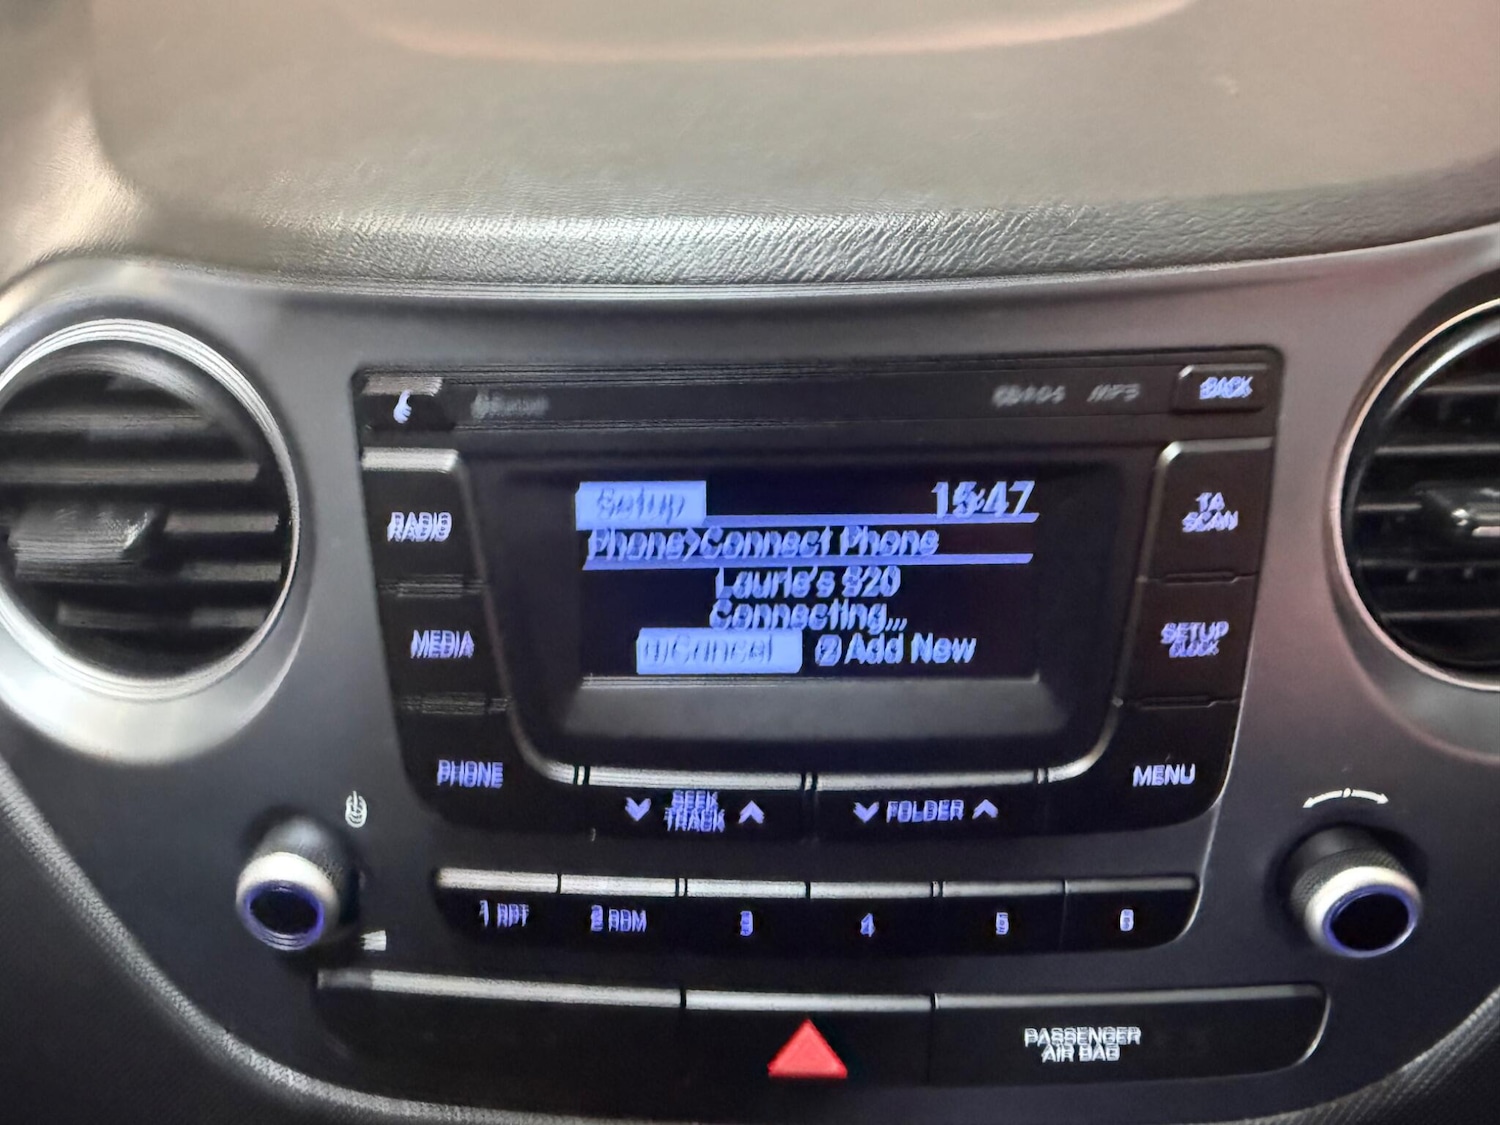 BACK
RADIO
MEDIA
PHONE
Setup 15:47
Phone>Connect Phone
Laurie's S20
Connecting...
1 Cancel 2 Add New
TA
SCAN
SETUP
CLOCK
MENU
SEEK
TRACK
FOLDER
1 RPT 2 RDM 3 4 5 6
PASSENGER
AIR BAG